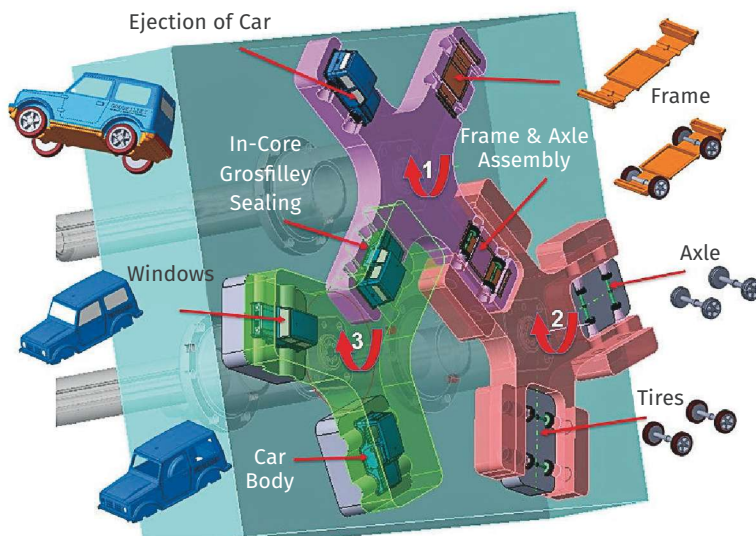 Ejection of Car
Frame
In-Core
Grosfilley
Sealing
Frame & Axle
Assembly
1
Windows
Axle
2
3
Tires
Car
Body